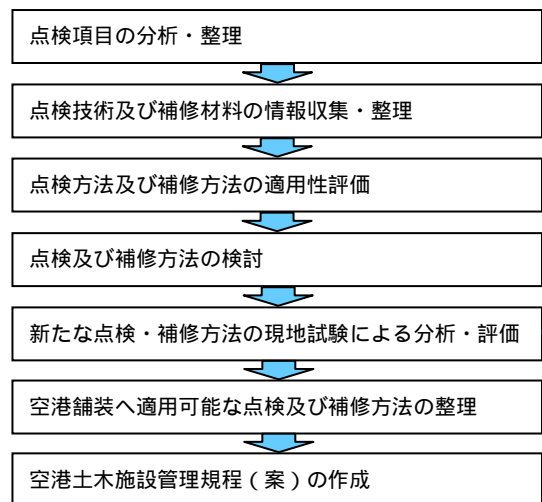 点検項目の分析・整理
点検技術及び補修材料の情報収集・整理
点検方法及び補修方法の適用性評価
点検及び補修方法の検討
新たな点検・補修方法の現地試験による分析・評価
空港舗装へ適用可能な点検及び補修方法の整理
空港土木施設管理規程（案）の作成